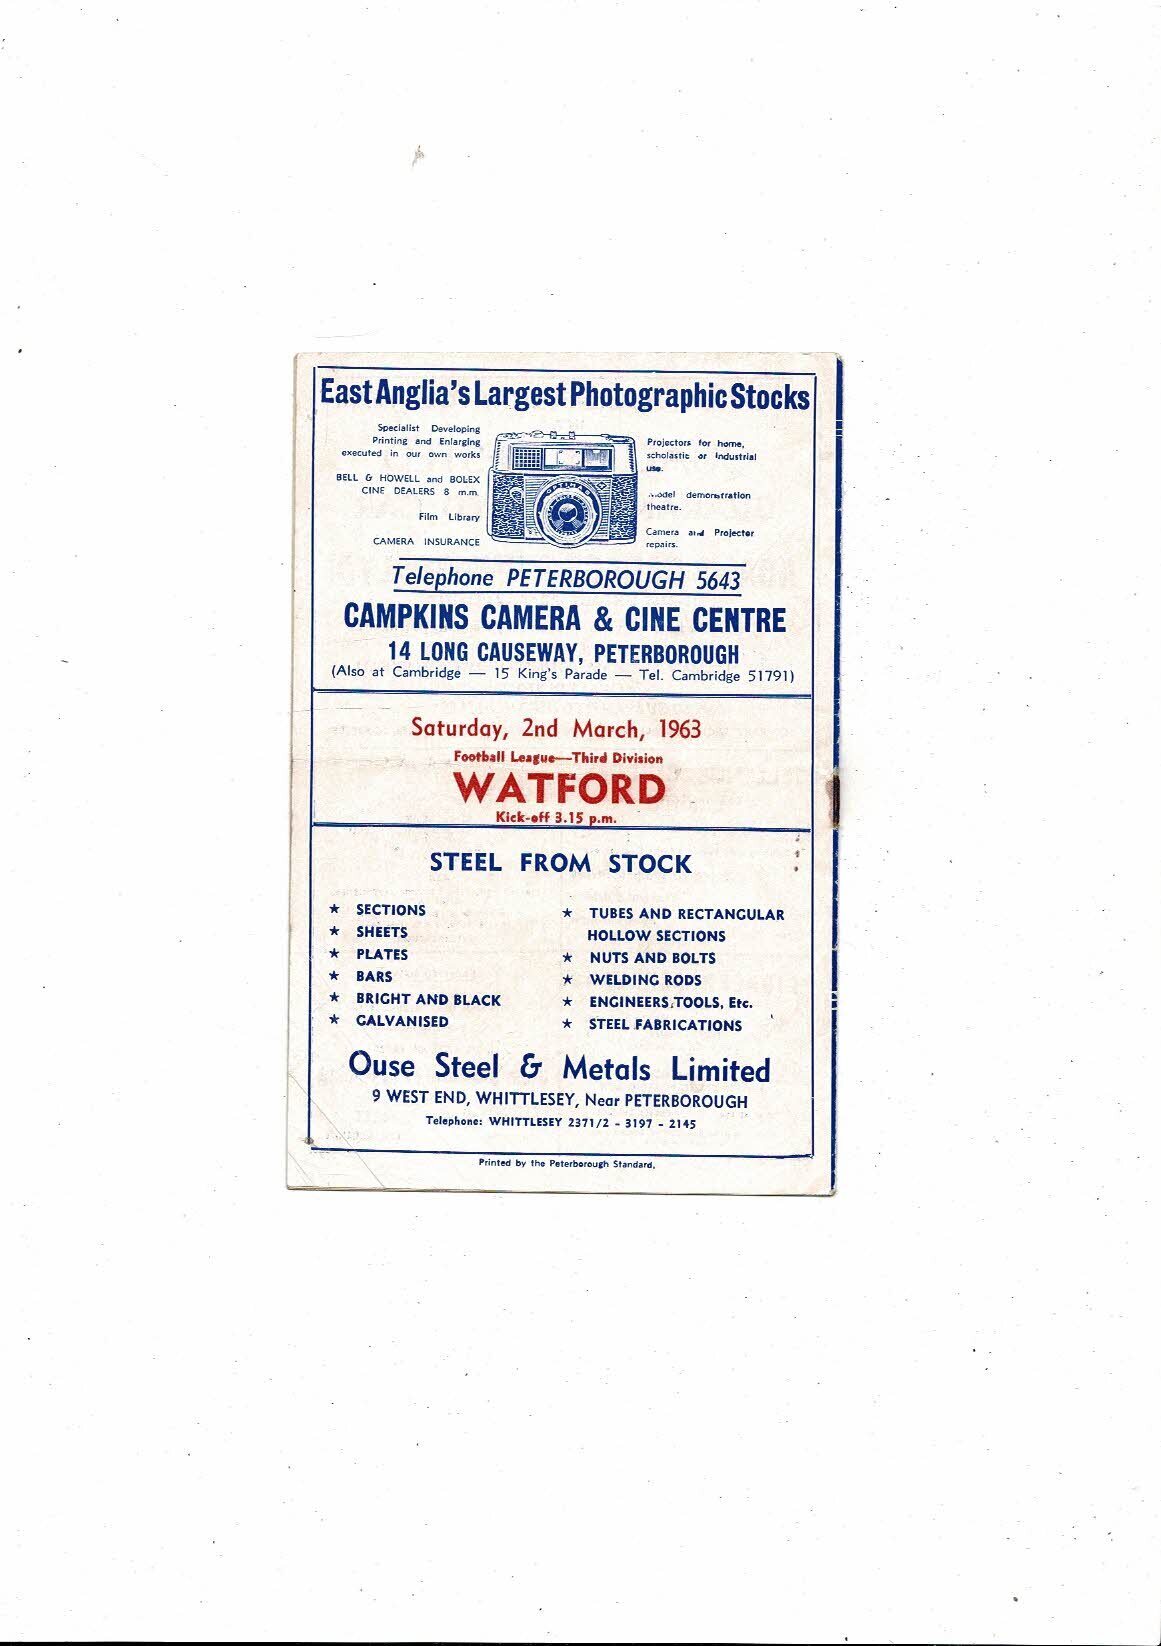 East Anglia's Largest Photographic Stocks
Specialist Developing
Printing and Enlarging
executed in our own works
BELL & HOWELL and BOLEX
CINE DEALERS 8 m.m.
Film Library
CAMERA INSURANCE
OPTIMA
Projectors for home,
scholastic or industrial
use.
Model demonstration
theatre.
Camera and Projector
repairs.
Telephone PETERBOROUGH 5643
CAMPKINS CAMERA & CINE CENTRE
14 LONG CAUSEWAY, PETERBOROUGH
(Also at Cambridge — 15 King's Parade — Tel. Cambridge 51791)
Saturday, 2nd March, 1963
Football League—Third Division
WATFORD
Kick-off 3.15 p.m.
STEEL FROM STOCK
★ SECTIONS
★ SHEETS
★ PLATES
★ BARS
★ BRIGHT AND BLACK
★ GALVANISED
★ TUBES AND RECTANGULAR
HOLLOW SECTIONS
★ NUTS AND BOLTS
★ WELDING RODS
★ ENGINEERS TOOLS, Etc.
★ STEEL FABRICATIONS
Ouse Steel & Metals Limited
9 WEST END, WHITTLESEY, Near PETERBOROUGH
Telephone: WHITTLESEY 2371/2 - 3197 - 2145
Printed by the Peterborough Standard.